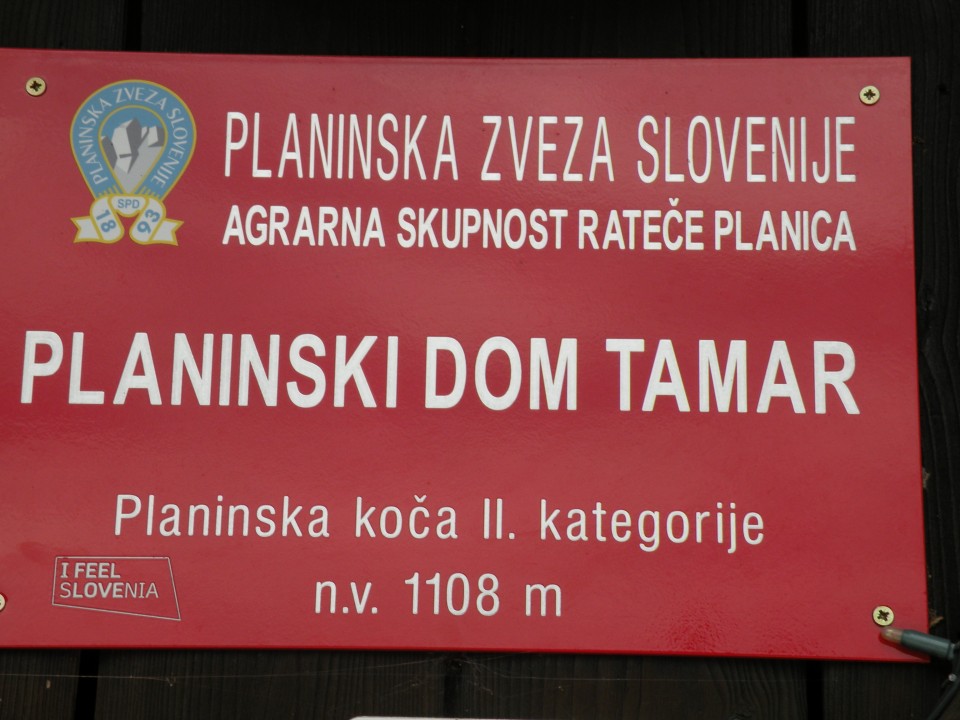 PLANINSKA ZVEZA SLOVENIJE
SPD
18 93
PLANINSKA ZVEZA SLOVENIJE
AGRARNA SKUPNOST RATEČE PLANICA
PLANINSKI DOM TAMAR
Planinska koča II. kategorije
n.v. 1108 m
I FEEL
SLOVENIA